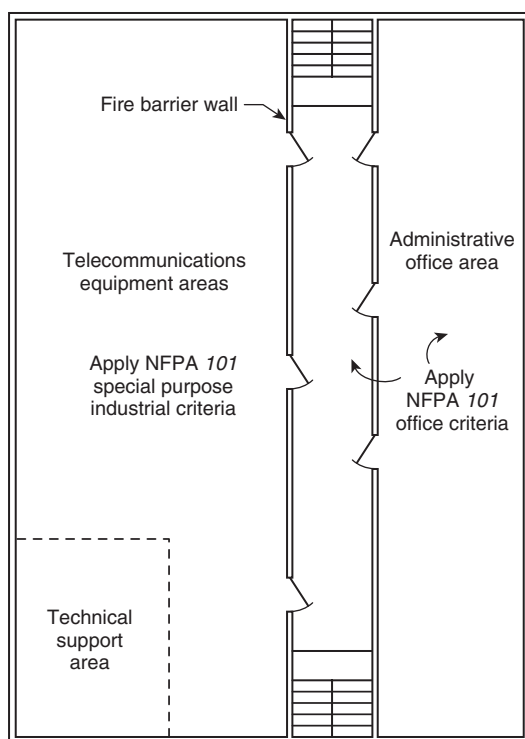 Fire barrier wall
Telecommunications
equipment areas
Administrative
office area
Apply NFPA 101
special purpose
industrial criteria
Apply
NFPA 101
office criteria
Technical
support
area